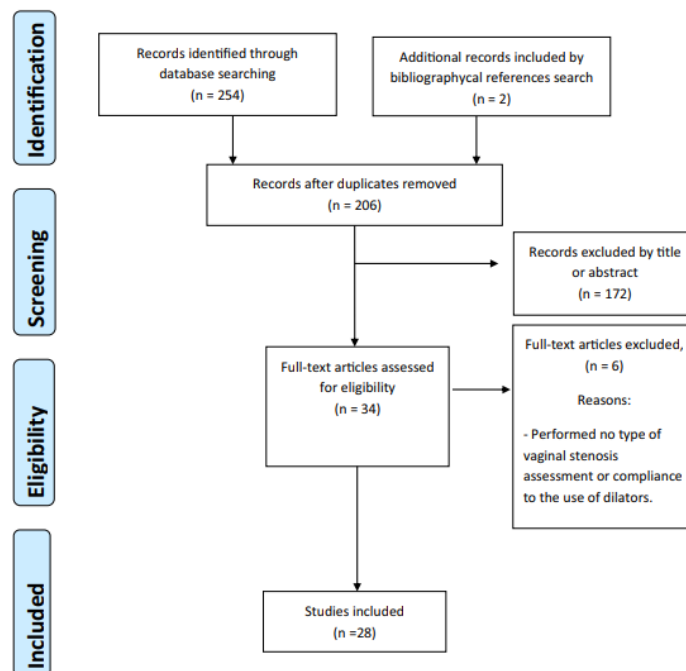 Identification
Records identified through
database searching
(n = 254)
Additional records included by
bibliographycal references search
(n = 2)
Records after duplicates removed
(n = 206)
Screening
Records excluded by title
or abstract
(n = 172)
Eligibility
Full-text articles assessed
for eligibility
(n = 34)
Full-text articles excluded,
(n = 6)
Reasons:
- Performed no type of
vaginal stenosis
assessment or compliance
to the use of dilators.
Included
Studies included
(n =28)